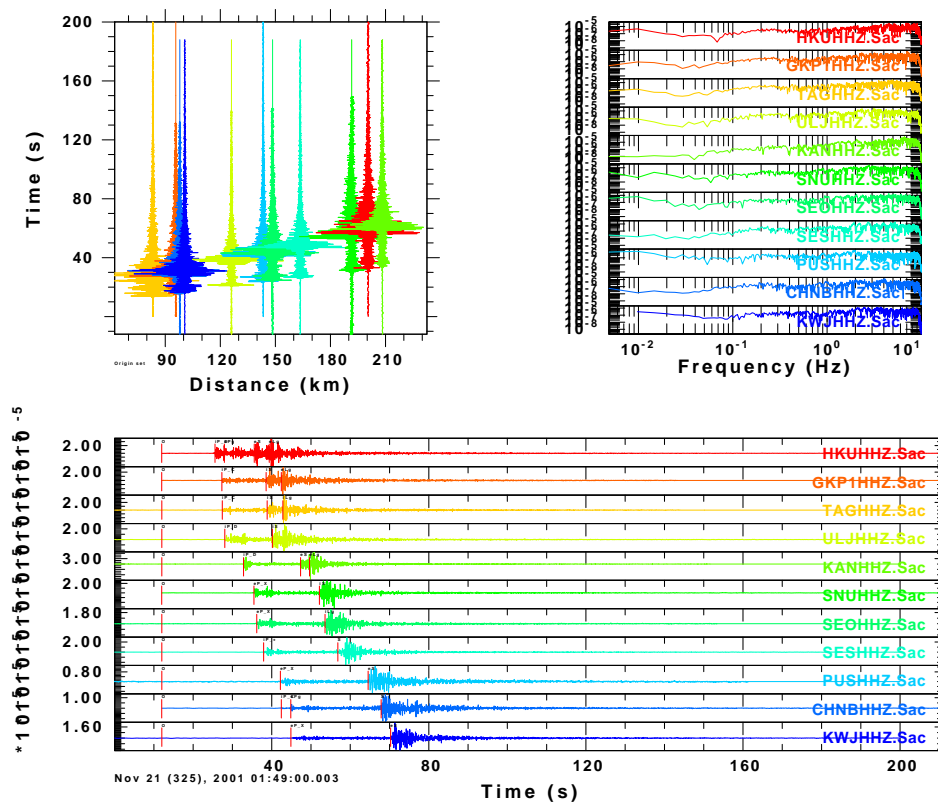 200
160
120
80
40
Time (s)
Origin set
90
120
150
180
210
Distance (km)
HKUHHZ.Sac
GKP1HHZ.Sac
TAGHHZ.Sac
ULJHHZ.Sac
KANHHZ.Sac
SNUHHZ.Sac
SEOHHZ.Sac
SESHHZ.Sac
PUSHHZ.Sac
CHNBHHZ.Sac
KWJHHZ.Sac
10-2
10-1
100
101
Frequency (Hz)
2.00 HKUHHZ.Sac
2.00 GKP1HHZ.Sac
2.00 TAGHHZ.Sac
2.00 ULJHHZ.Sac
3.00 KANHHZ.Sac
2.00 SNUHHZ.Sac
1.80 SEOHHZ.Sac
2.00 SESHHZ.Sac
0.80 PUSHHZ.Sac
1.00 CHNBHHZ.Sac
1.60 KWJHHZ.Sac
40
80
120
160
200
Nov 21 (325), 2001 01:49:00.003
Time (s)